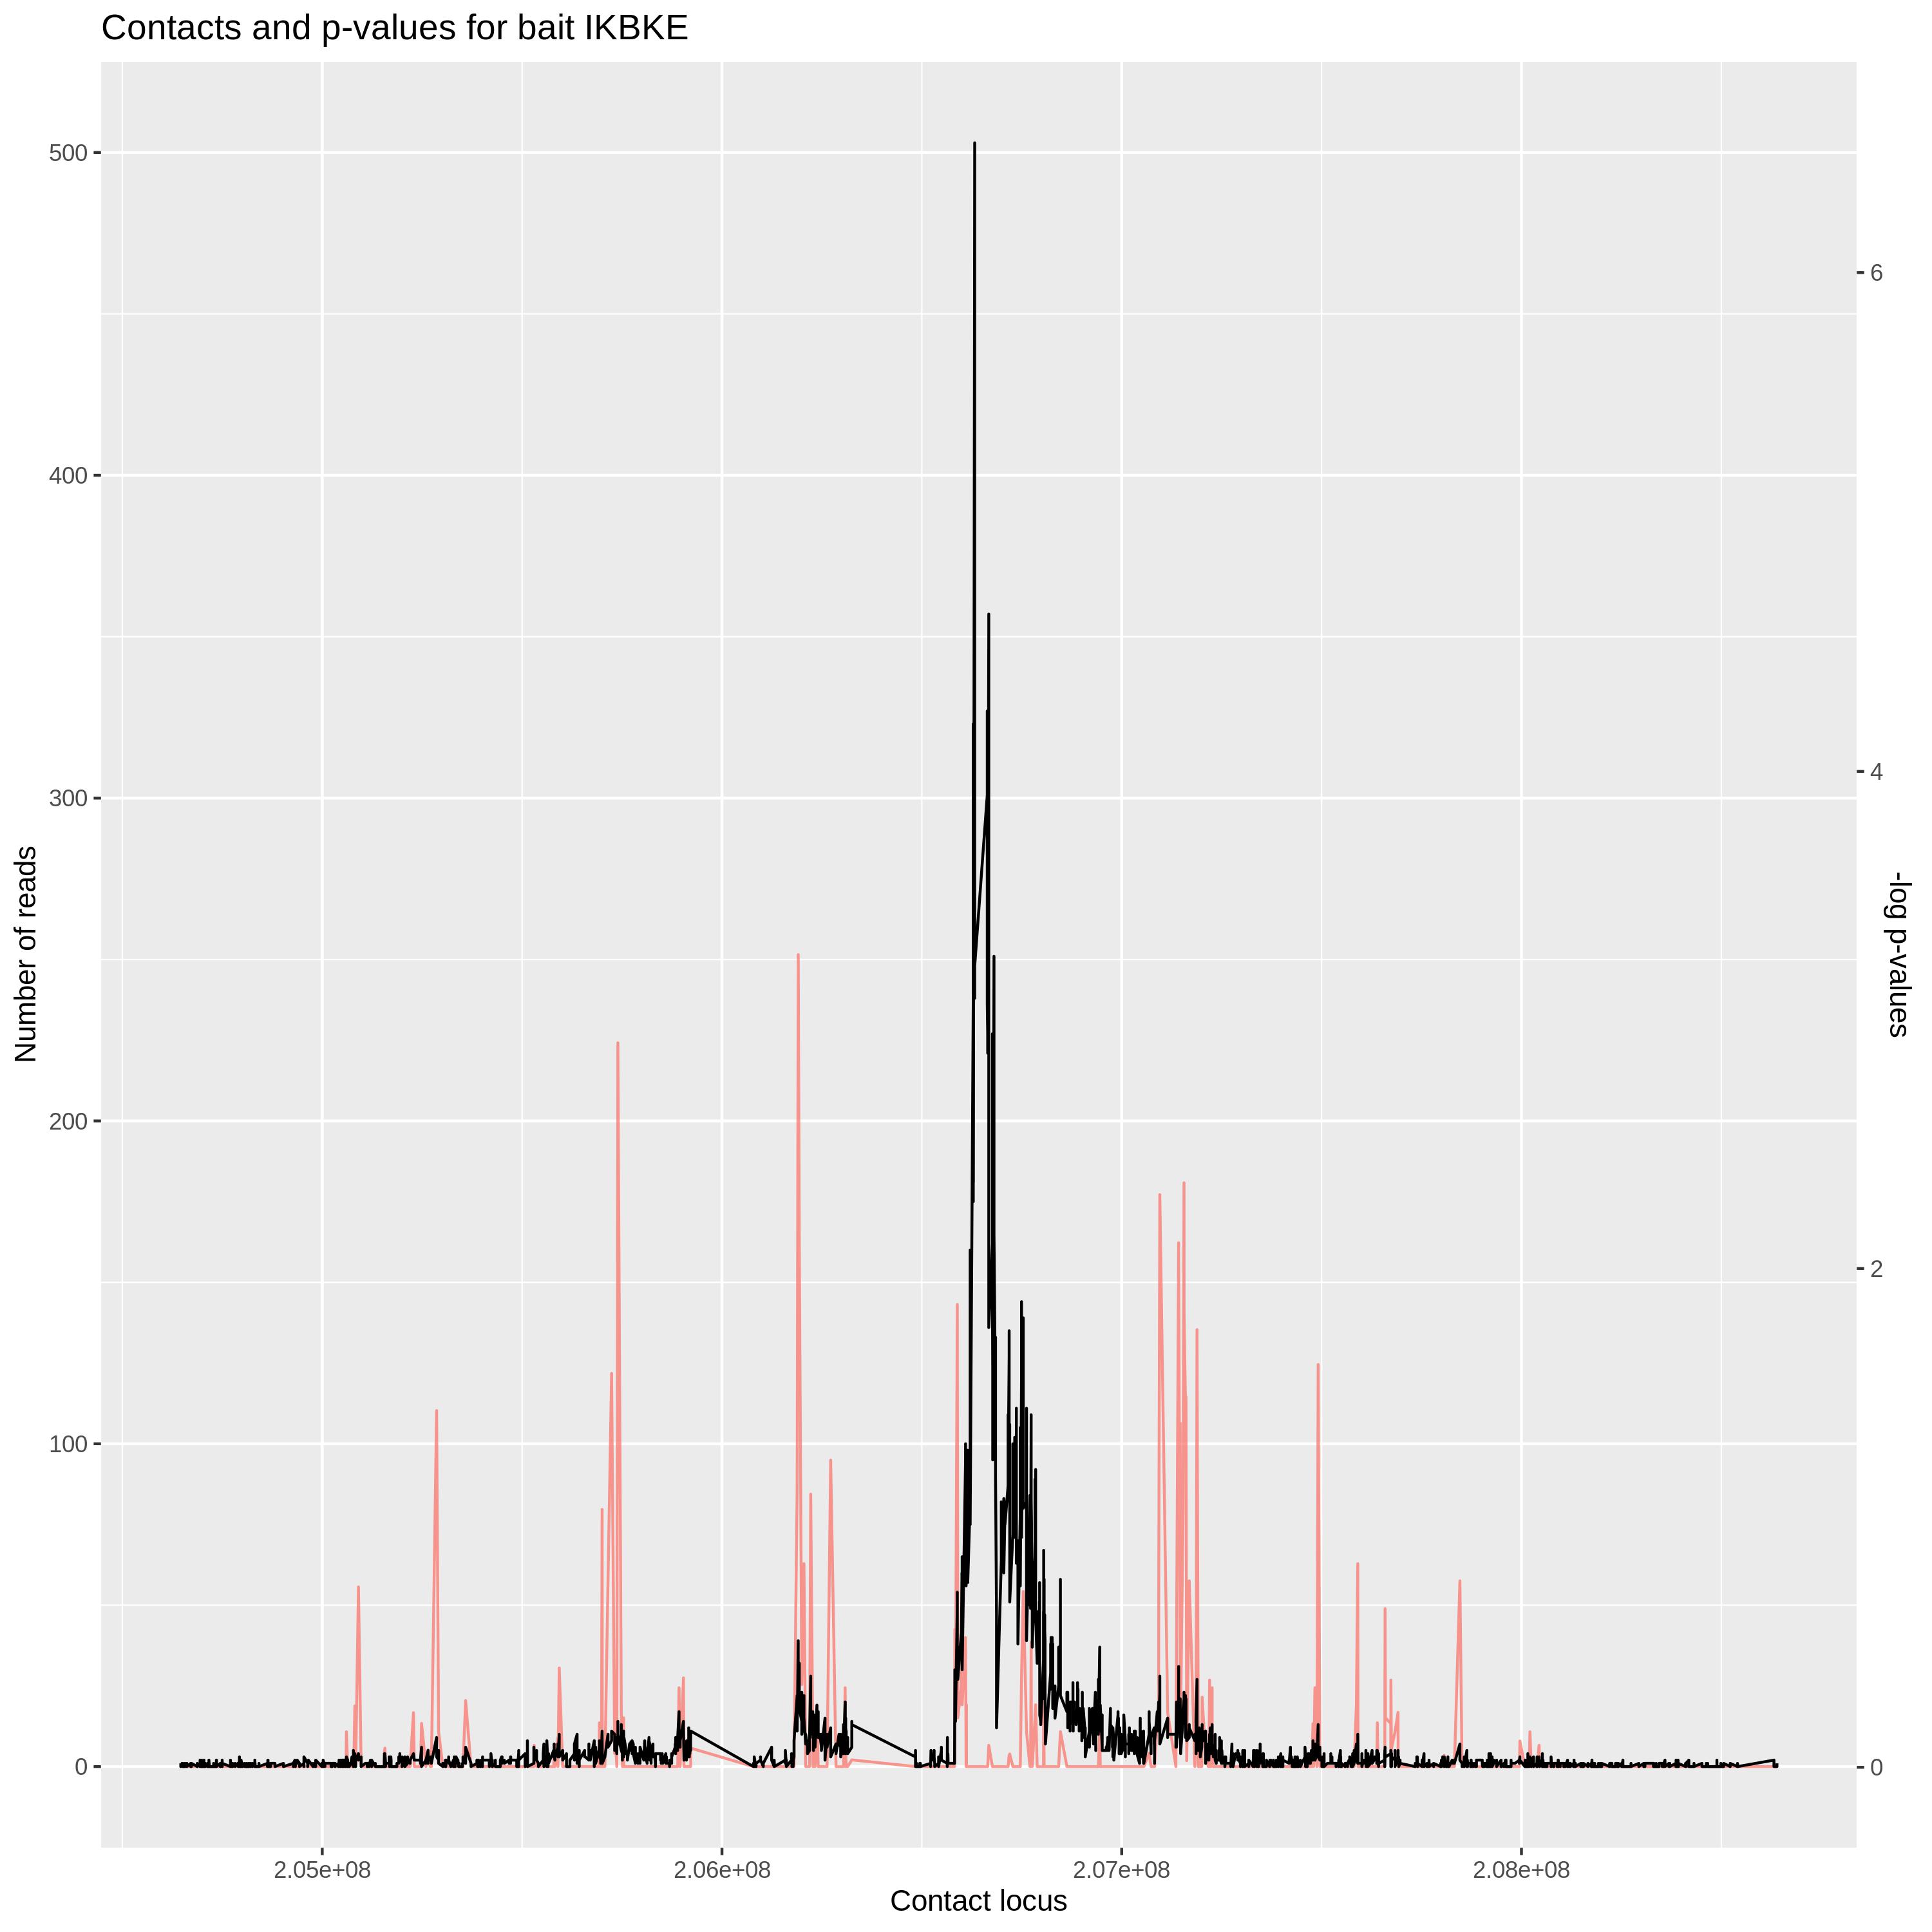 Contacts and p-values for bait IKBKE
500
400
300
200
100
0
Number of reads
6
4
2
0
-log p-values
2.05e+08
2.06e+08
2.07e+08
2.08e+08
Contact locus